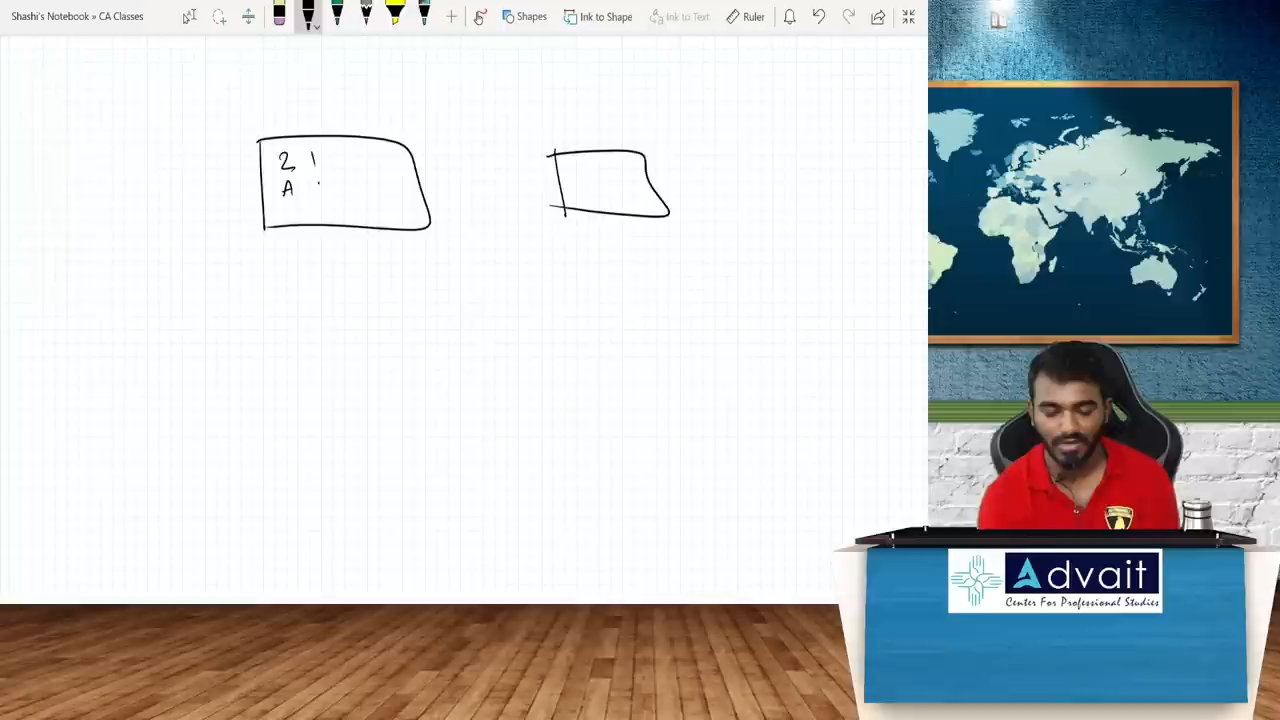 Shashi's Notebook » CA Classes
Shapes
Ink to Shape
Ink to Text
Ruler
2 !
A
Advait
Center For Professional Studies